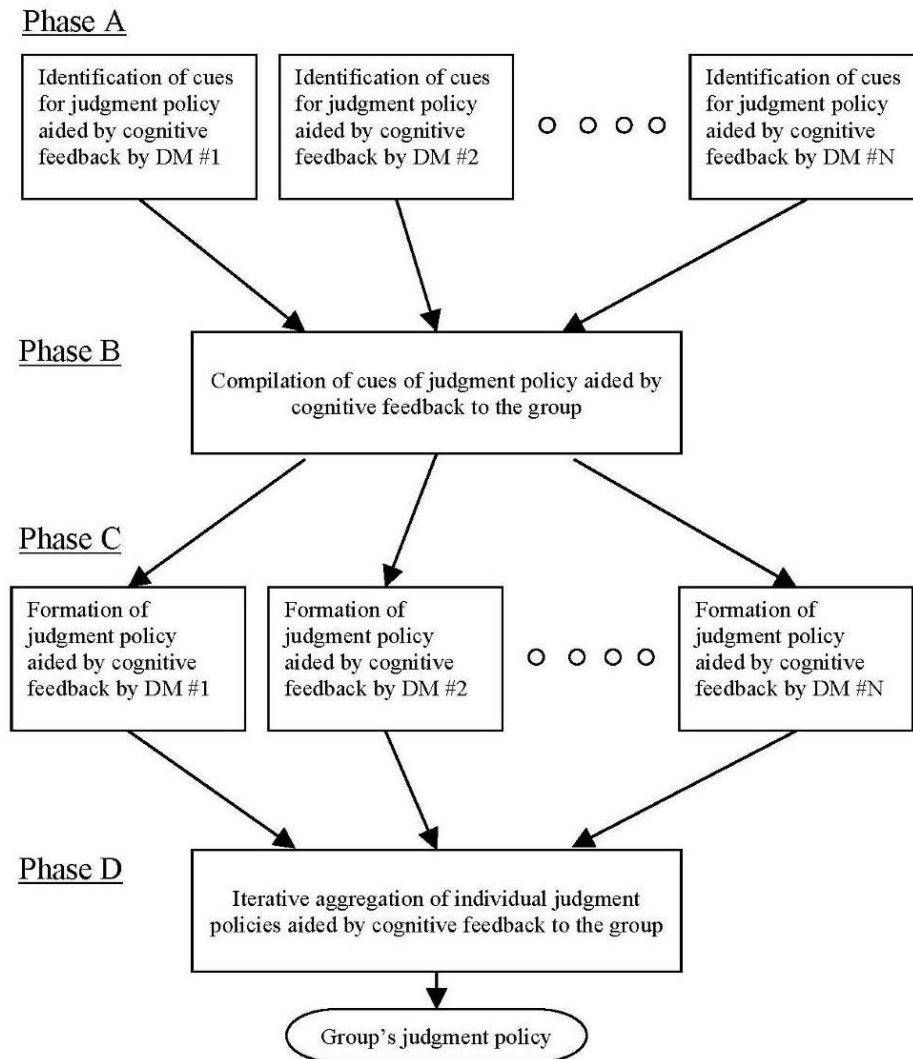 Phase A
Identification of cues
for judgment policy
aided by cognitive
feedback by DM #1
Identification of cues
for judgment policy
aided by cognitive
feedback by DM #2
Identification of cues
for judgment policy
aided by cognitive
feedback by DM #N
Phase B
Compilation of cues of judgment policy aided by
cognitive feedback to the group
Phase C
Formation of
judgment policy
aided by cognitive
feedback by DM #1
Formation of
judgment policy
aided by cognitive
feedback by DM #2
Formation of
judgment policy
aided by cognitive
feedback by DM #N
Phase D
Iterative aggregation of individual judgment
policies aided by cognitive feedback to the group
Group's judgment policy